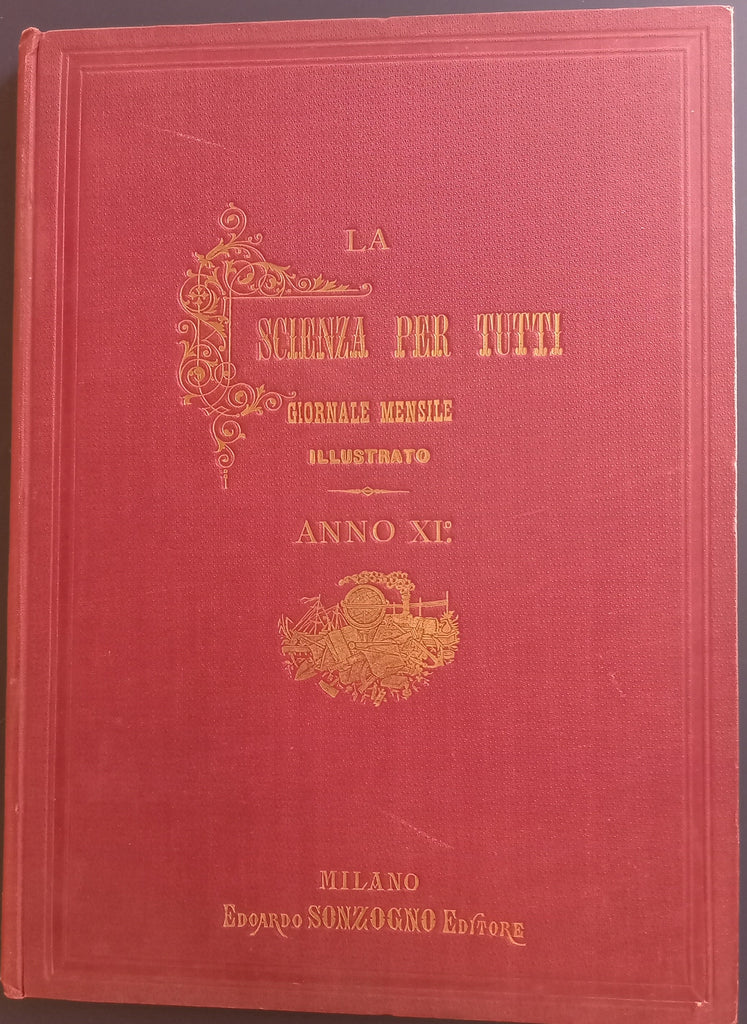 LA
SCIENZA PER TUTTI
GIORNALE MENSILE
ILLUSTRATO
ANNO XI.º
MILANO
EDOARDO SONZOGNO EDITORE